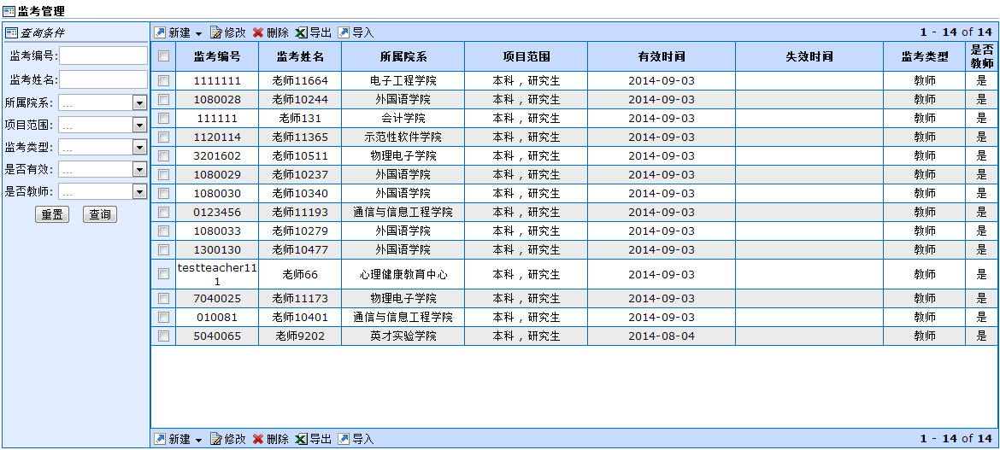 监考管理
查询条件
监考编号:
监考姓名:
所属院系: ...
项目范围: ...
监考类型: ...
是否有效: ...
是否教师: ...
重置 查询
新建 修改 删除 导出 导入 1 - 14 of 14
监考编号 监考姓名 所属院系 项目范围 有效时间 失效时间 监考类型 是否教师
1111111 老师11664 电子工程学院 本科，研究生 2014-09-03 教师 是
1080028 老师10244 外国语学院 本科，研究生 2014-09-03 教师 是
111111 老师131 会计学院 本科，研究生 2014-09-03 教师 是
1120114 老师11365 示范性软件学院 本科，研究生 2014-09-03 教师 是
3201602 老师10511 物理电子学院 本科，研究生 2014-09-03 教师 是
1080029 老师10237 外国语学院 本科，研究生 2014-09-03 教师 是
1080030 老师10340 外国语学院 本科，研究生 2014-09-03 教师 是
0123456 老师11193 通信与信息工程学院 本科，研究生 2014-09-03 教师 是
1080033 老师10279 外国语学院 本科，研究生 2014-09-03 教师 是
1300130 老师10477 外国语学院 本科，研究生 2014-09-03 教师 是
testteacher111 老师66 心理健康教育中心 本科，研究生 2014-09-03 教师 是
7040025 老师11173 物理电子学院 本科，研究生 2014-09-03 教师 是
010081 老师10401 通信与信息工程学院 本科，研究生 2014-09-03 教师 是
5040065 老师9202 英才实验学院 本科，研究生 2014-08-04 教师 是
新建 修改 删除 导出 导入 1 - 14 of 14